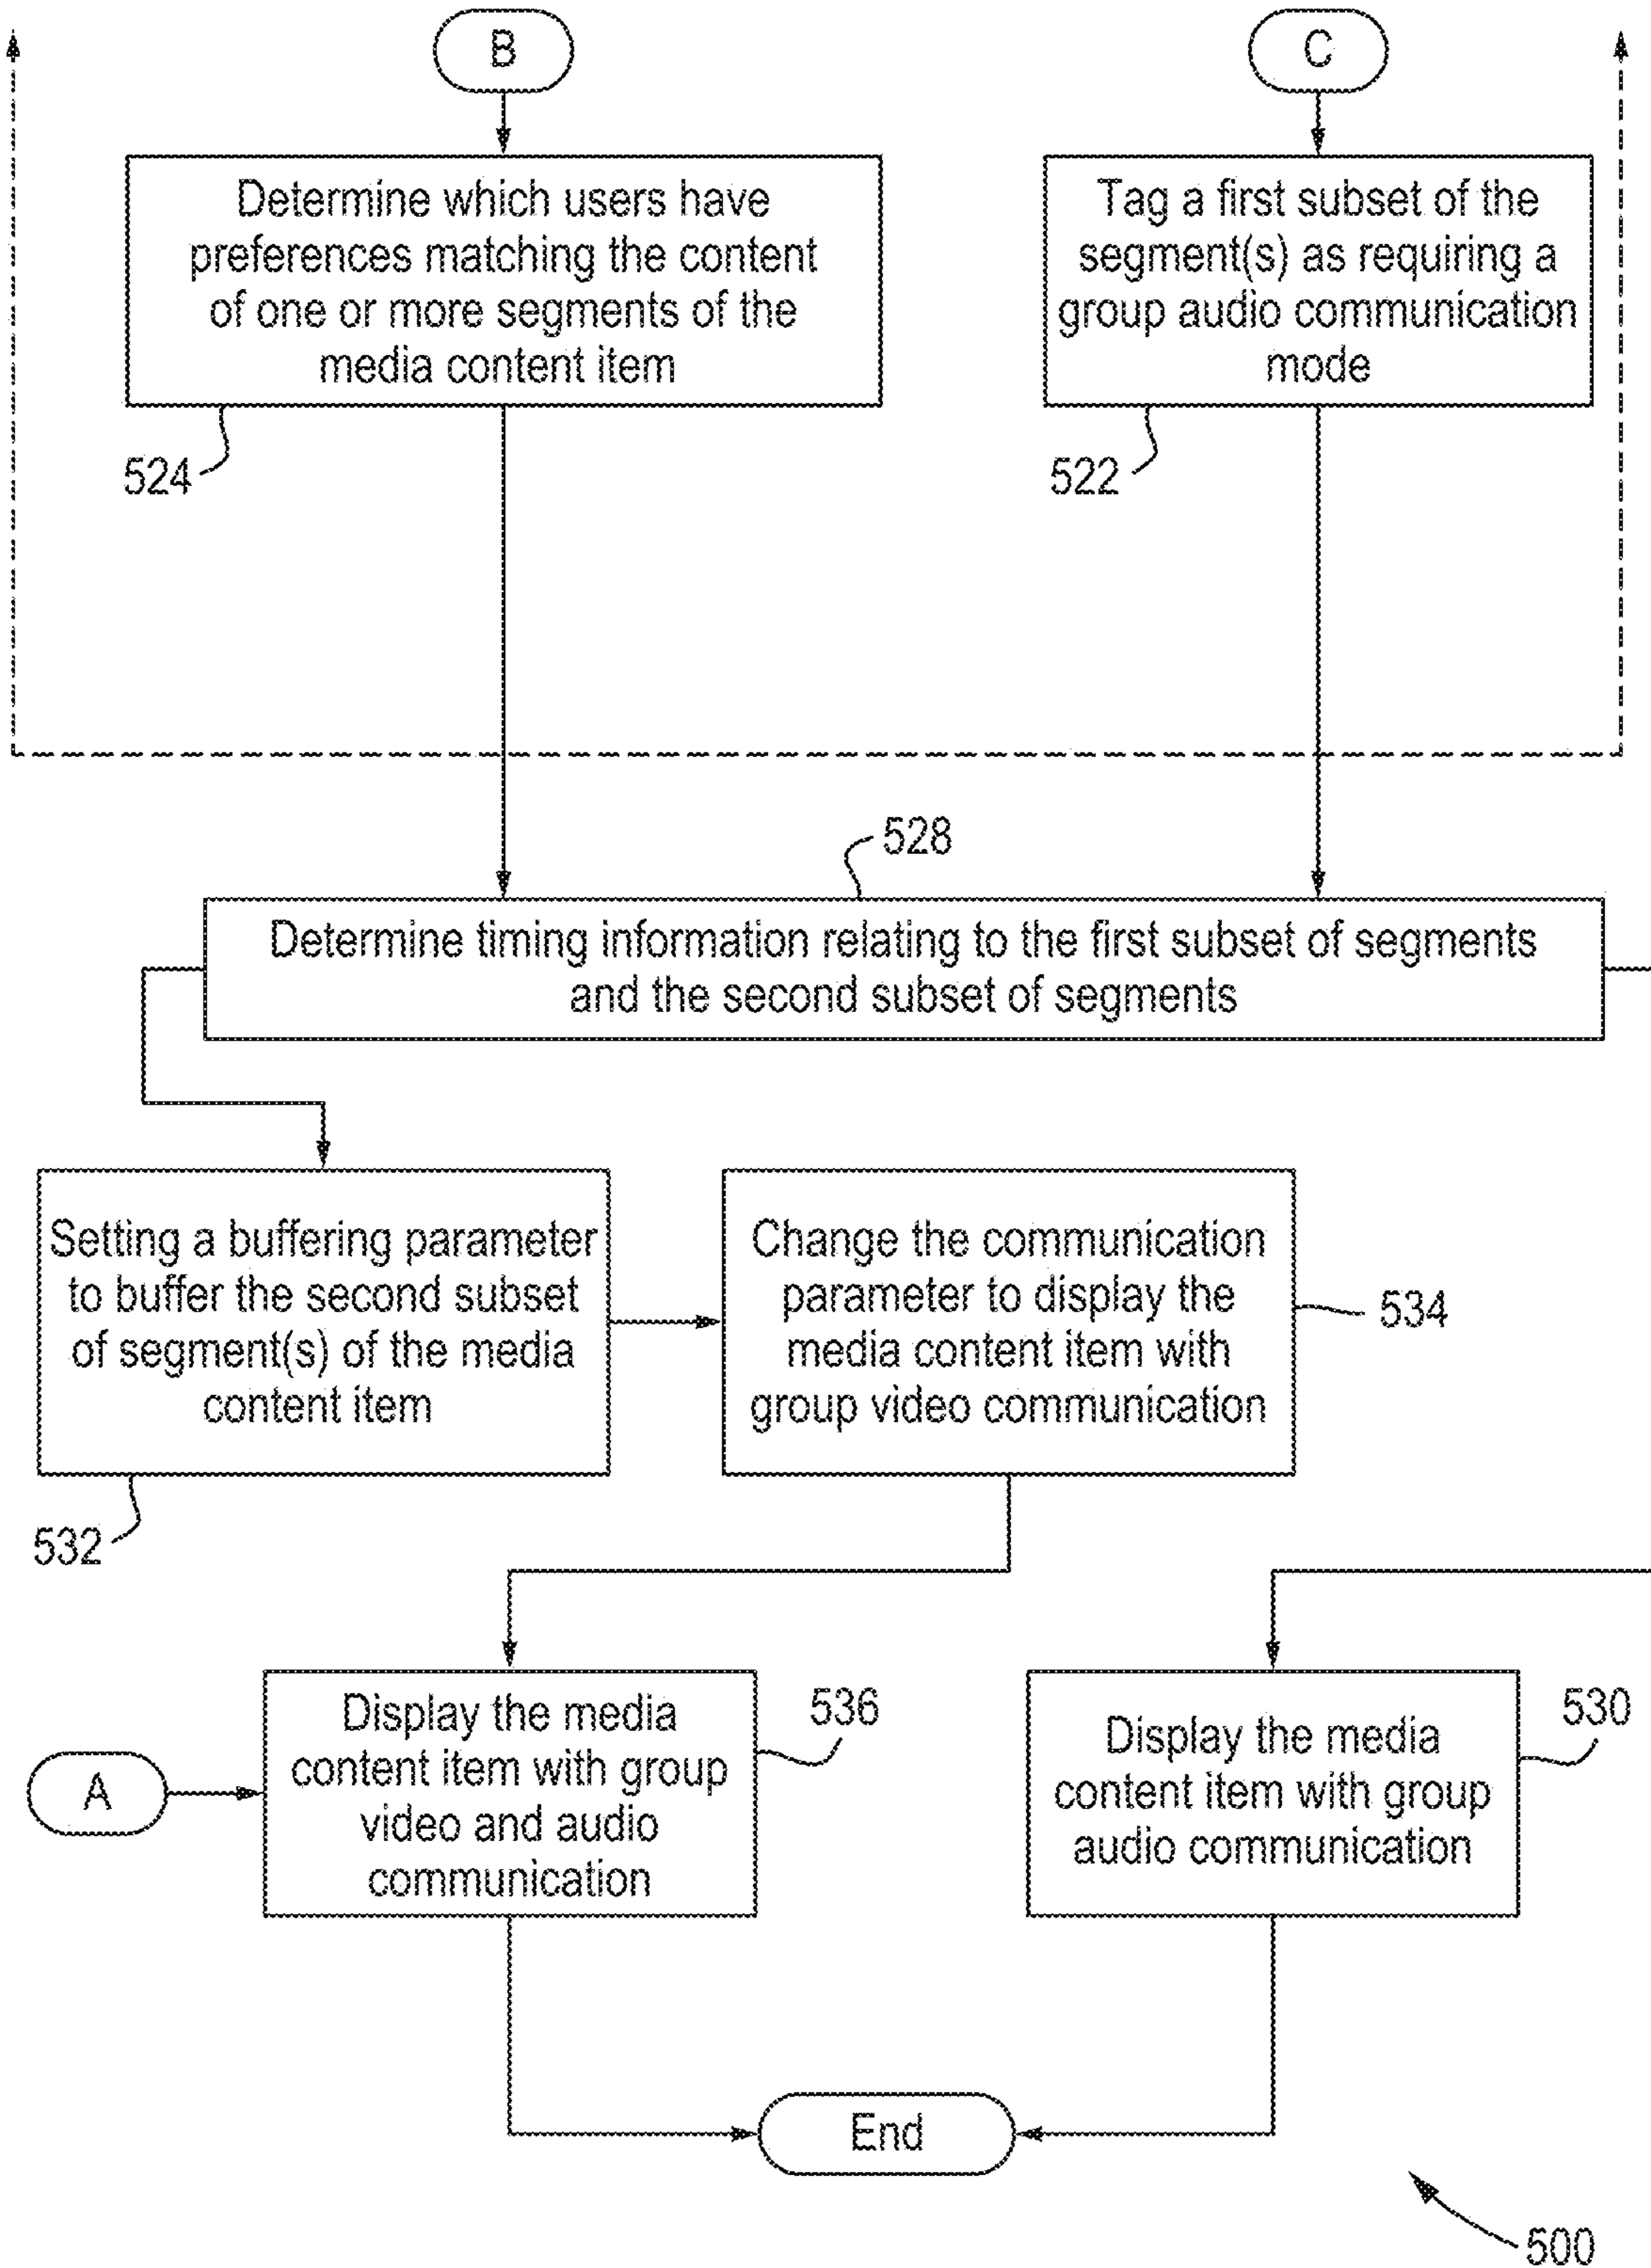 B
C
Determine which users have
preferences matching the content
of one or more segments of the
media content item
Tag a first subset of the
segment(s) as requiring a
group audio communication
mode
524
522
528
Determine timing information relating to the first subset of segments
and the second subset of segments
Setting a buffering parameter
to buffer the second subset
of segment(s) of the media
content item
Change the communication
parameter to display the
media content item with
group video communication
534
532
Display the media
content item with group
video and audio
communication
536
Display the media
content item with group
audio communication
530
A
End
500